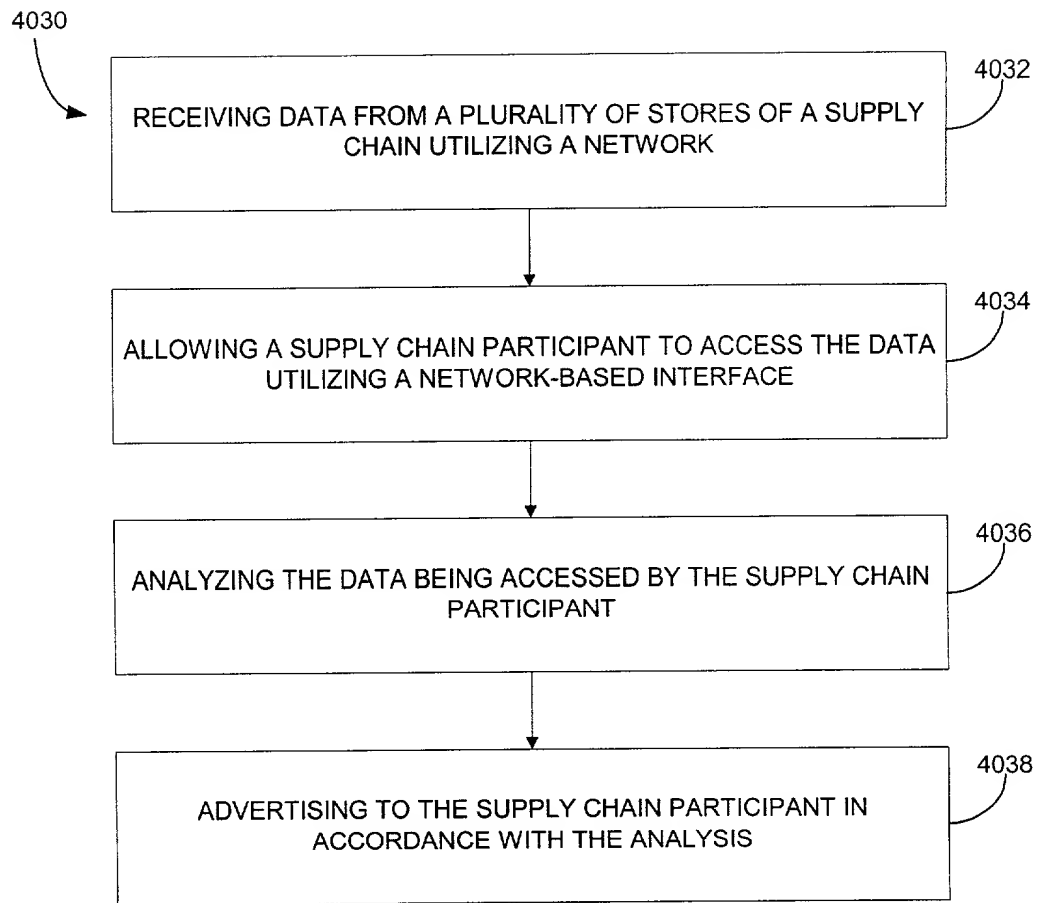 4030
4032
RECEIVING DATA FROM A PLURALITY OF STORES OF A SUPPLY
CHAIN UTILIZING A NETWORK
4034
ALLOWING A SUPPLY CHAIN PARTICIPANT TO ACCESS THE DATA
UTILIZING A NETWORK-BASED INTERFACE
4036
ANALYZING THE DATA BEING ACCESSED BY THE SUPPLY CHAIN
PARTICIPANT
4038
ADVERTISING TO THE SUPPLY CHAIN PARTICIPANT IN
ACCORDANCE WITH THE ANALYSIS